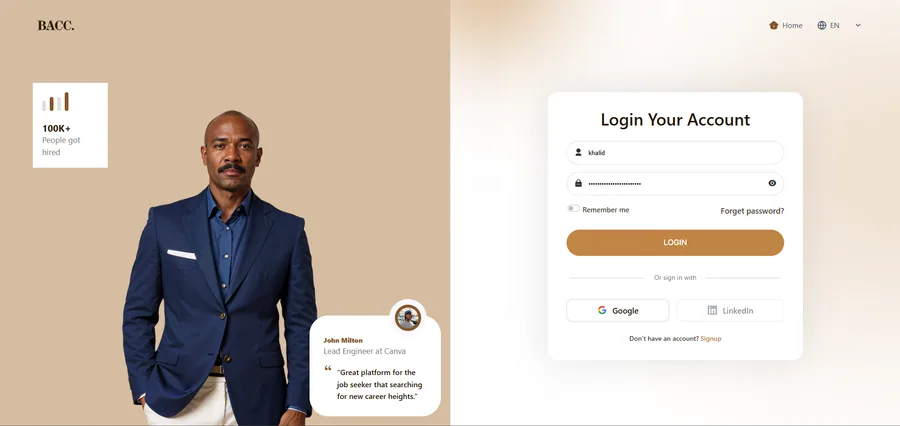 BACC.
Home
EN
100K+
People got
hired
John Milton
Lead Engineer at Canva
“
"Great platform for the
job seeker that searching
for new career heights."
Login Your Account
khalid
Remember me
Forget password?
LOGIN
Or sign in with
Google
LinkedIn
Don't have an account? Signup